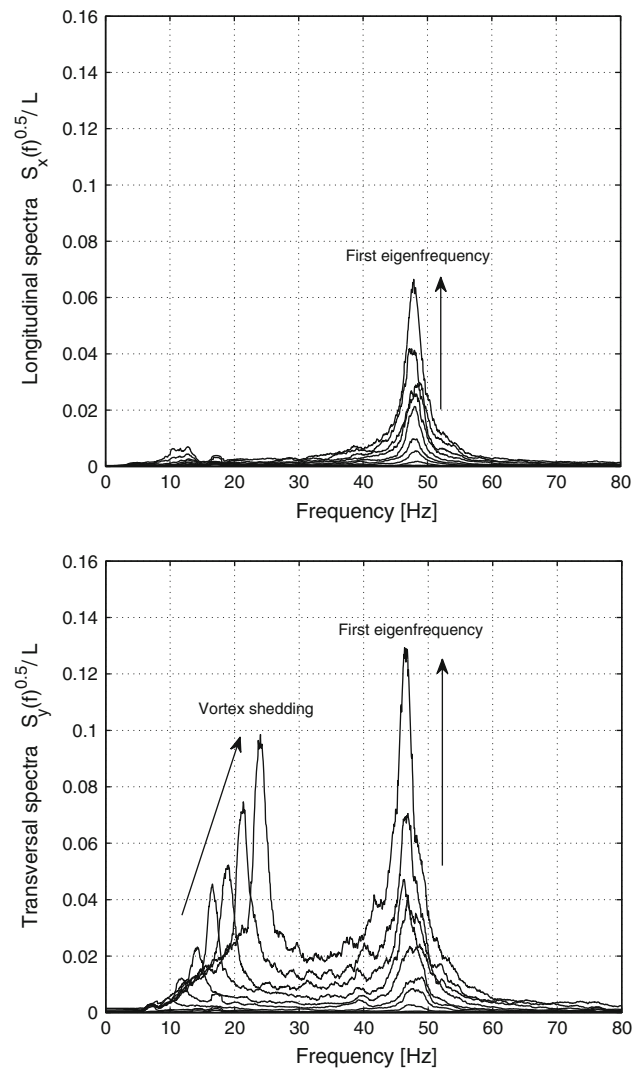 0.16
0.14
0.12
0.1
0.08
0.06
0.04
0.02
0
Longitudinal spectra S_x(f)^0.5/ L
First eigenfrequency
0 10 20 30 40 50 60 70 80
Frequency [Hz]
0.16
0.14
0.12
0.1
0.08
0.06
0.04
0.02
0
Transversal spectra S_y(f)^0.5/ L
First eigenfrequency
Vortex shedding
0 10 20 30 40 50 60 70 80
Frequency [Hz]